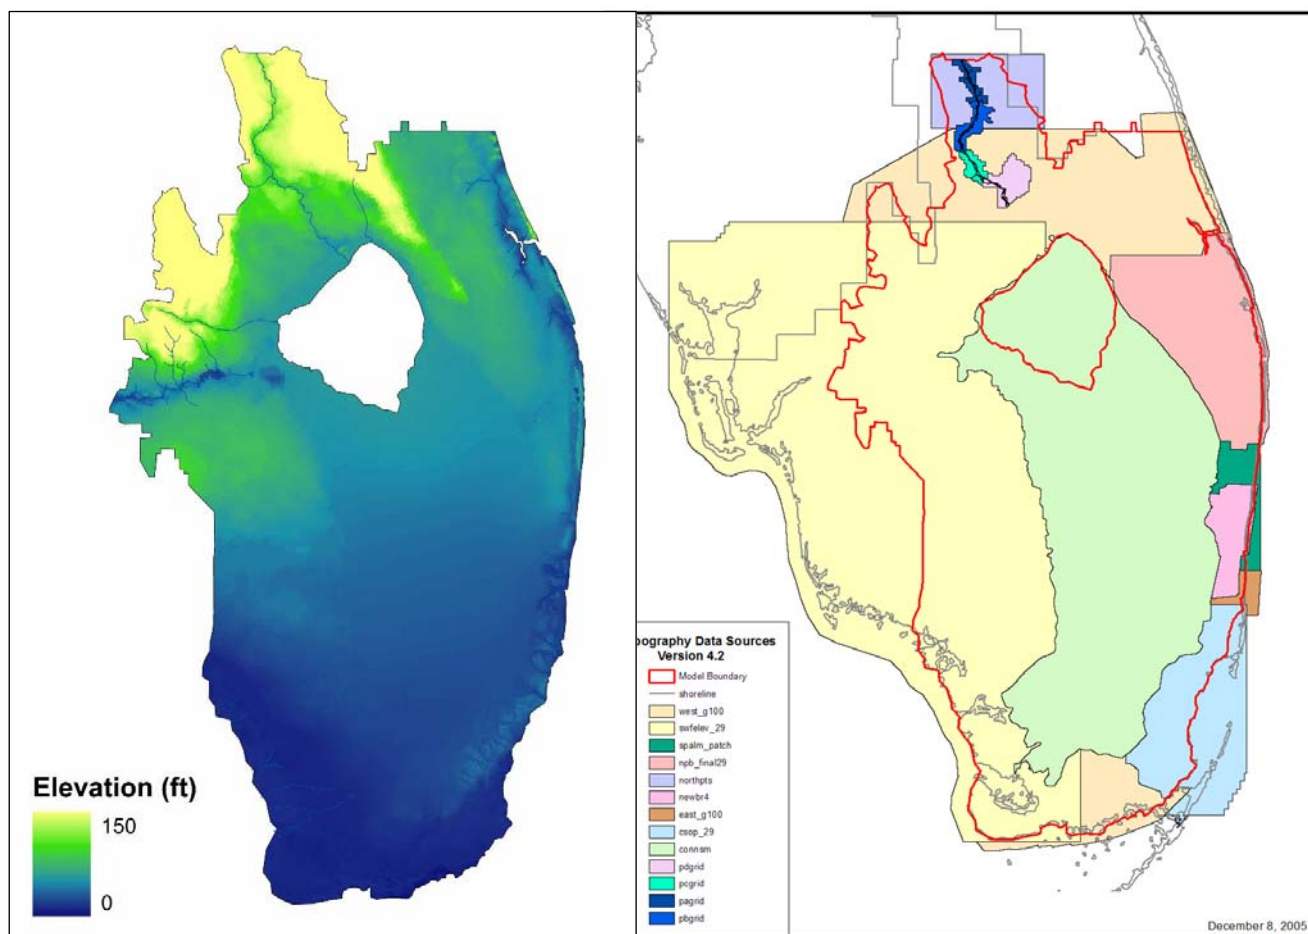 Elevation (ft)
150
0
ography Data Sources
Version 4.2
Model Boundary
shoreline
west_g100
swfelev_29
spalm_patch
npb_final29
northpts
newbr4
east_g100
csop_29
connsm
pdgrid
pcgrid
pagrid
pbgrid
December 8, 2005